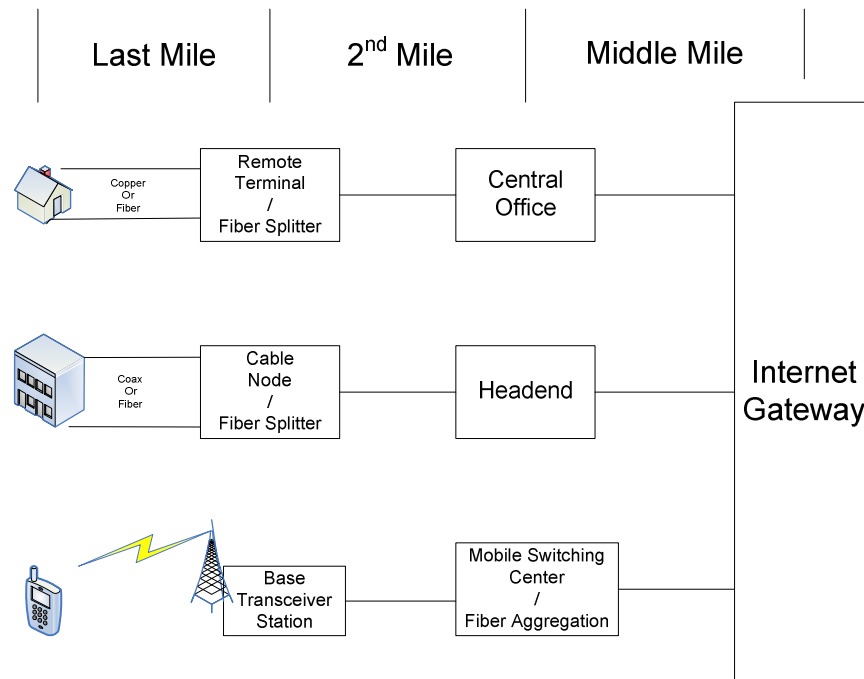 Last Mile
2nd Mile
Middle Mile
Copper
Or
Fiber
Remote
Terminal
/
Fiber Splitter
Central
Office
Coax
Or
Fiber
Cable
Node
/
Fiber Splitter
Headend
Internet
Gateway
Base
Transceiver
Station
Mobile Switching
Center
/
Fiber Aggregation